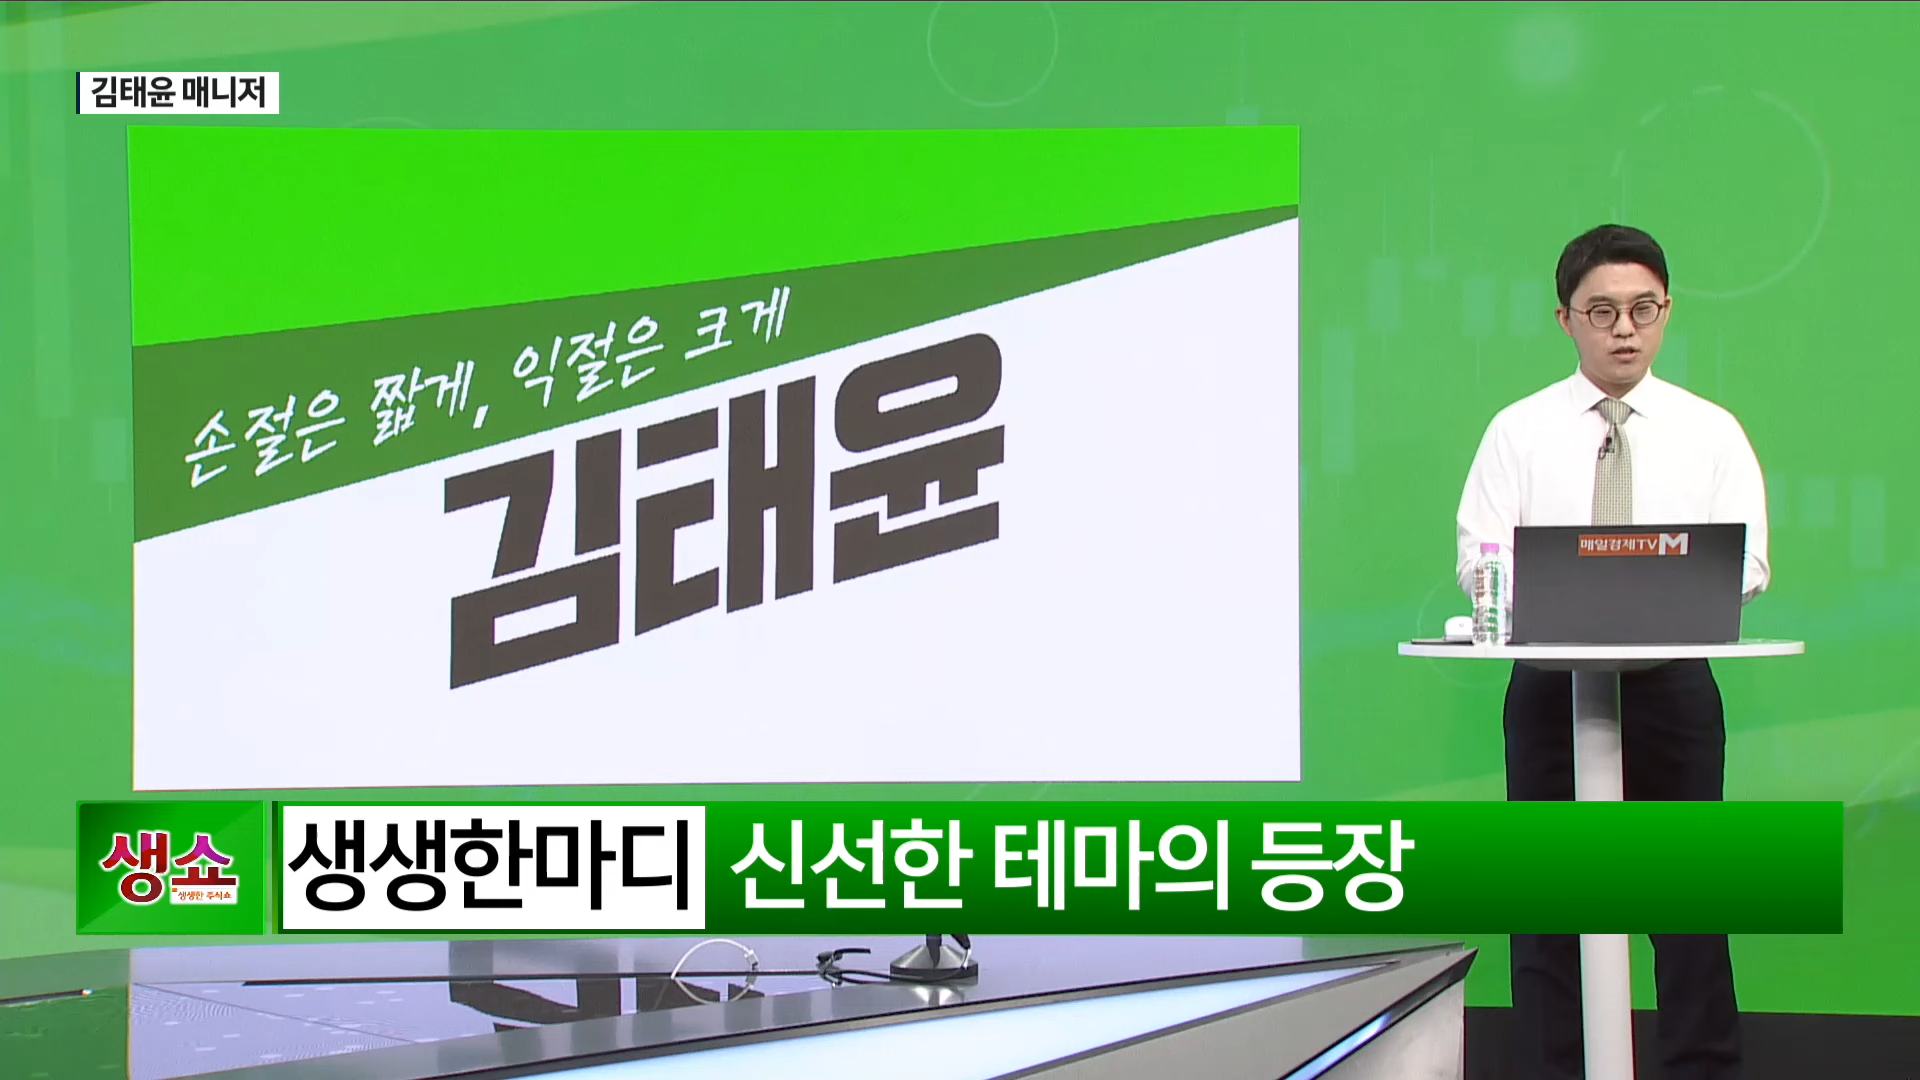 김태윤 매니저
손절은 짧게, 익절은 크게
김태윤
매일경제TV M
생쇼
생생한 주식쇼
생생한마디 신선한 테마의 등장